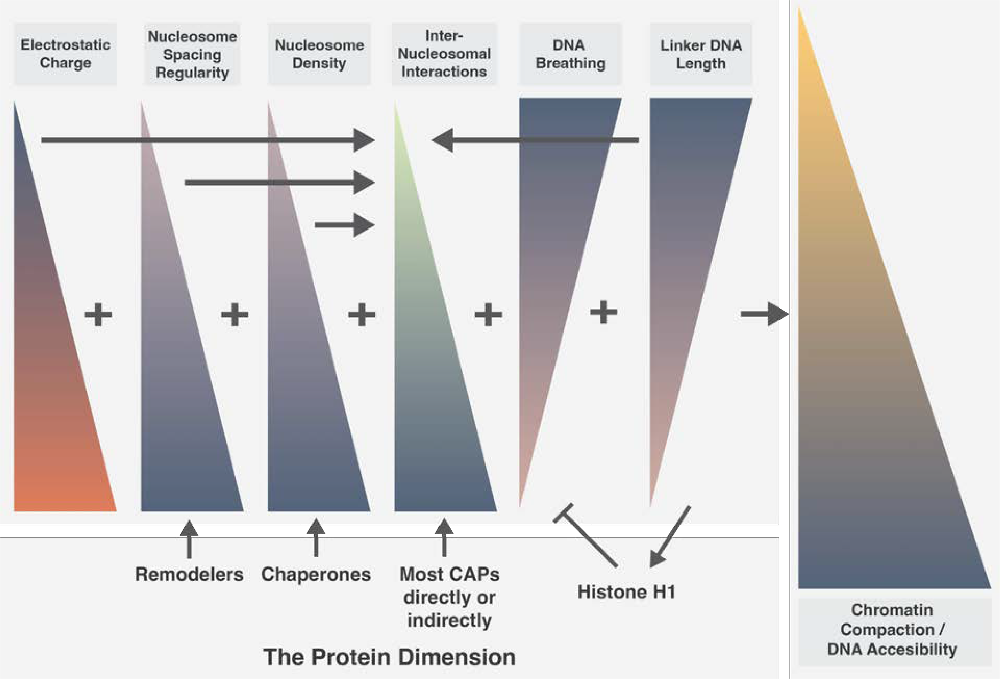 Electrostatic
Charge
Nucleosome
Spacing
Regularity
Nucleosome
Density
Inter-
Nucleosomal
Interactions
DNA
Breathing
Linker DNA
Length
+
+
+
+
+
Remodelers
Chaperones
Most CAPs
directly or
indirectly
Histone H1
The Protein Dimension
Chromatin
Compaction /
DNA Accesibility